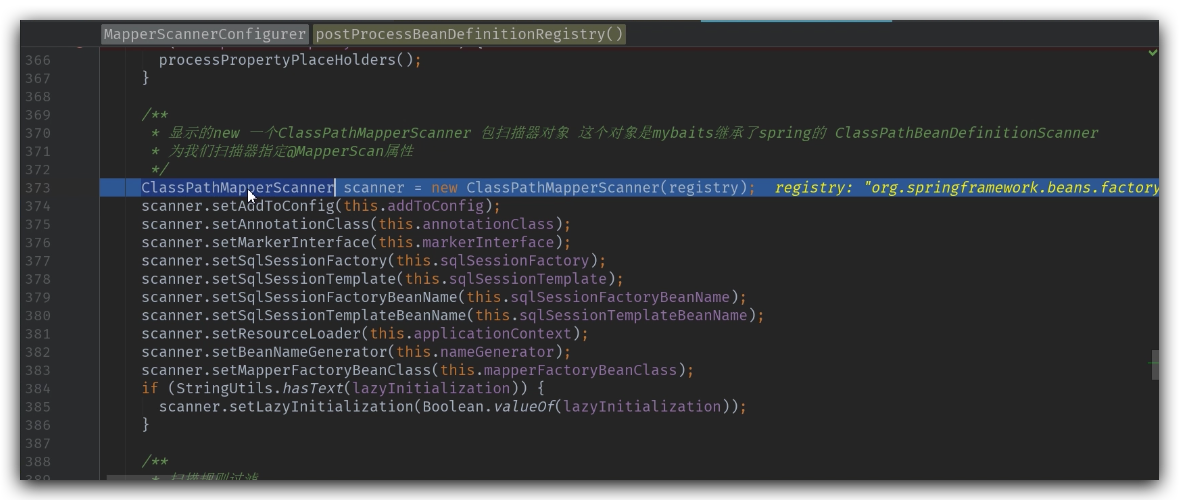 MapperScannerConfigurer postProcessBeanDefinitionRegistry()
366 processPropertyPlaceHolders();
367 }
368
369 /**
370 * 显示的new 一个ClassPathMapperScanner 包扫描器对象 这个对象是mybaits继承了spring的 ClassPathBeanDefinitionScanner
371 * 为我们扫描器指定@MapperScan属性
372 */
373 ClassPathMapperScanner scanner = new ClassPathMapperScanner(registry); registry: "org.springframework.beans.factory
374 scanner.setAddToConfig(this.addToConfig);
375 scanner.setAnnotationClass(this.annotationClass);
376 scanner.setMarkerInterface(this.markerInterface);
377 scanner.setSqlSessionFactory(this.sqlSessionFactory);
378 scanner.setSqlSessionTemplate(this.sqlSessionTemplate);
379 scanner.setSqlSessionFactoryBeanName(this.sqlSessionFactoryBeanName);
380 scanner.setSqlSessionTemplateBeanName(this.sqlSessionTemplateBeanName);
381 scanner.setResourceLoader(this.applicationContext);
382 scanner.setBeanNameGenerator(this.nameGenerator);
383 scanner.setMapperFactoryBeanClass(this.mapperFactoryBeanClass);
384 if (StringUtils.hasText(lazyInitialization)) {
385 scanner.setLazyInitialization(Boolean.valueOf(lazyInitialization));
386 }
387
388 /**
389 * 扫描规则过滤